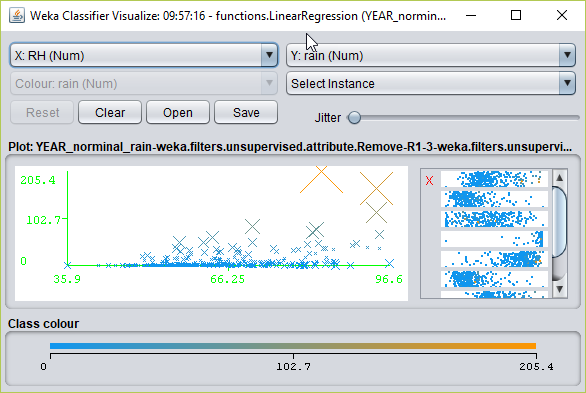 Weka Classifier Visualize: 09:57:16 - functions.LinearRegression (YEAR_normin...
X: RH (Num) Y: rain (Num)
Colour: rain (Num) Select Instance
Reset Clear Open Save Jitter
Plot: YEAR_norminal_rain-weka.filters.unsupervised.attribute.Remove-R1-3-weka.filters.unsupervi...
205.4
102.7
0
35.9 66.25 96.6
X
Class colour
0 102.7 205.4